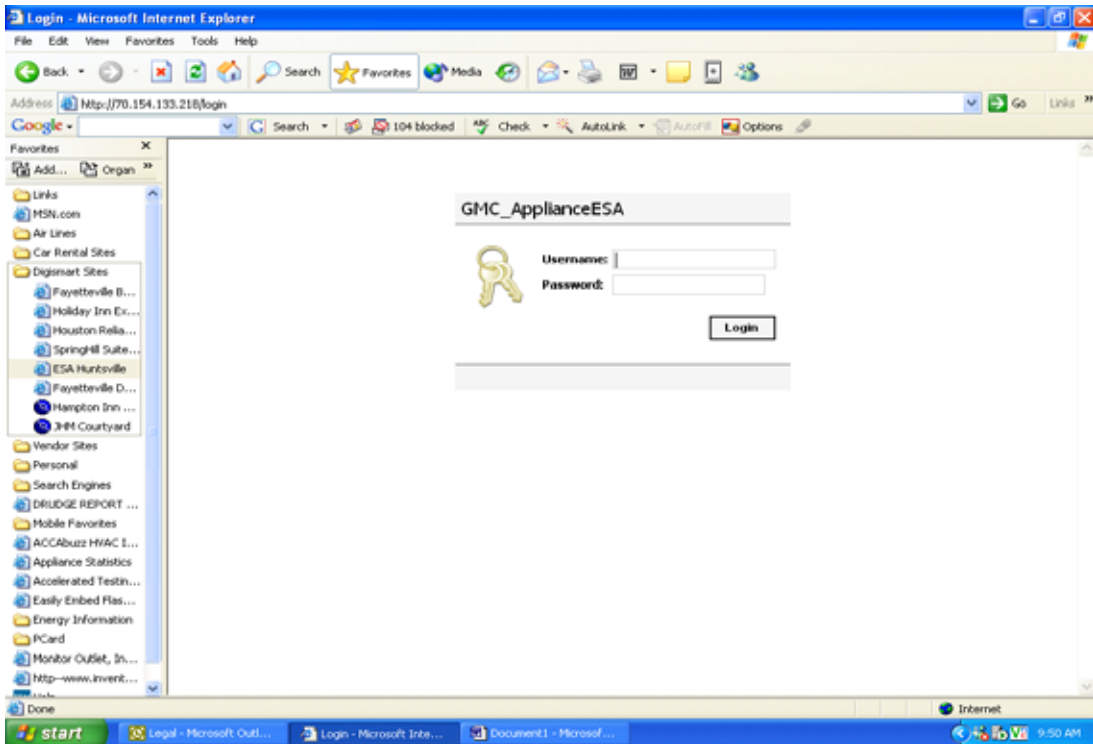 Login - Microsoft Internet Explorer
File Edit View Favorites Tools Help
Back Search Favorites Media
Address http://70.154.133.218/login Go Links »
Google Search 104 blocked Check AutoLink AutoFill Options
Favorites x
Add... Organ »
Links
MSN.com
Air Lines
Car Rental Sites
Digismart Sites
Fayetteville B...
Holiday Inn Ex...
Houston Relia...
SpringHill Suite...
ESA Huntsville
Fayetteville D...
Hampton Inn ...
JHM Courtyard
Vendor Sites
Personal
Search Engines
DRUDGE REPORT ...
Mobile Favorites
ACCAbuzz HVAC I...
Appliance Statistics
Accelerated Testin...
Easily Embed Flas...
Energy Information
PCard
Monitor Outlet, In...
http--www.invent...
GMC_ApplianceESA
Username:
Password:
Login
Done Internet
start Legal - Microsoft Outl... Login - Microsoft Inte... Document1 - Microsof... 9:50 AM